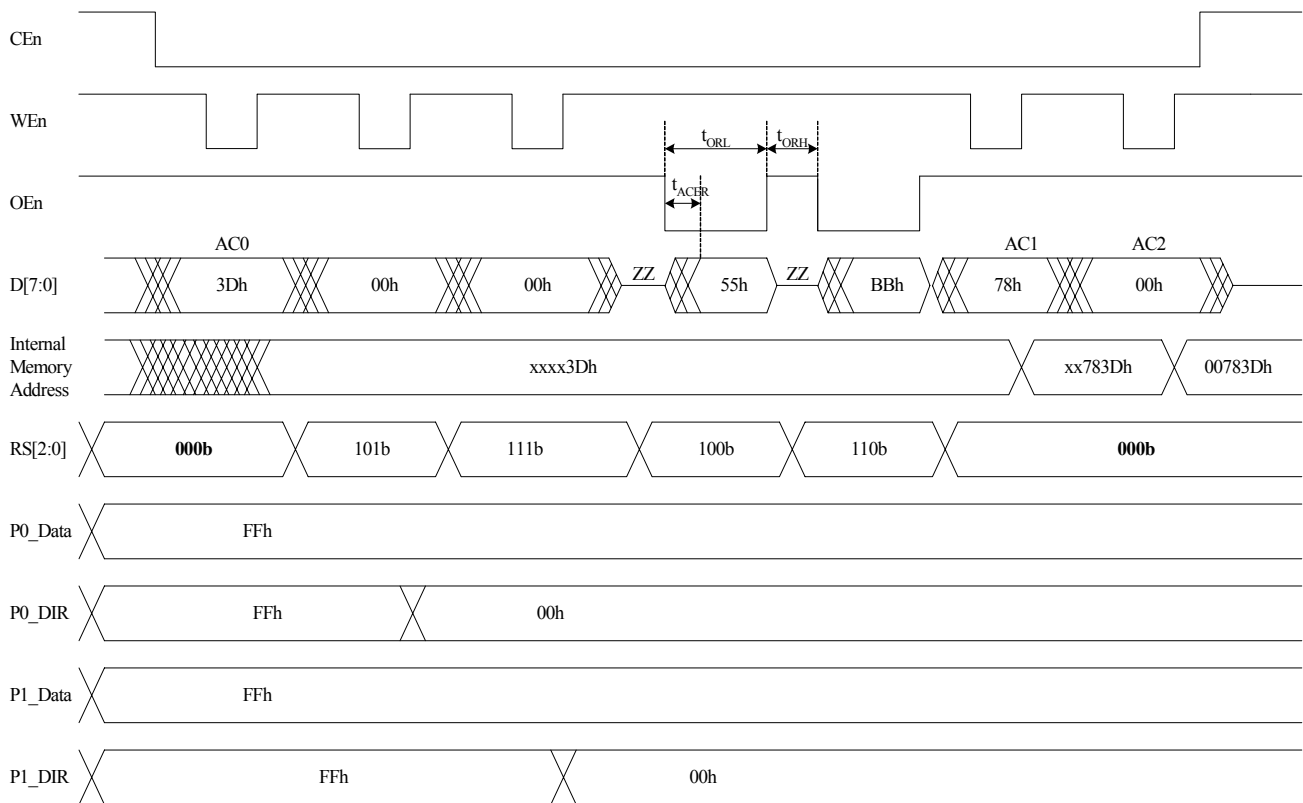 CEn
WEn
tORL
tORH
OEn
tACER
AC0
AC1
AC2
D[7:0]
3Dh
00h
00h
ZZ
55h
ZZ
BBh
78h
00h
Internal
Memory
Address
xxxx3Dh
xx783Dh
00783Dh
RS[2:0]
000b
101b
111b
100b
110b
000b
P0_Data
FFh
P0_DIR
FFh
00h
P1_Data
FFh
P1_DIR
FFh
00h